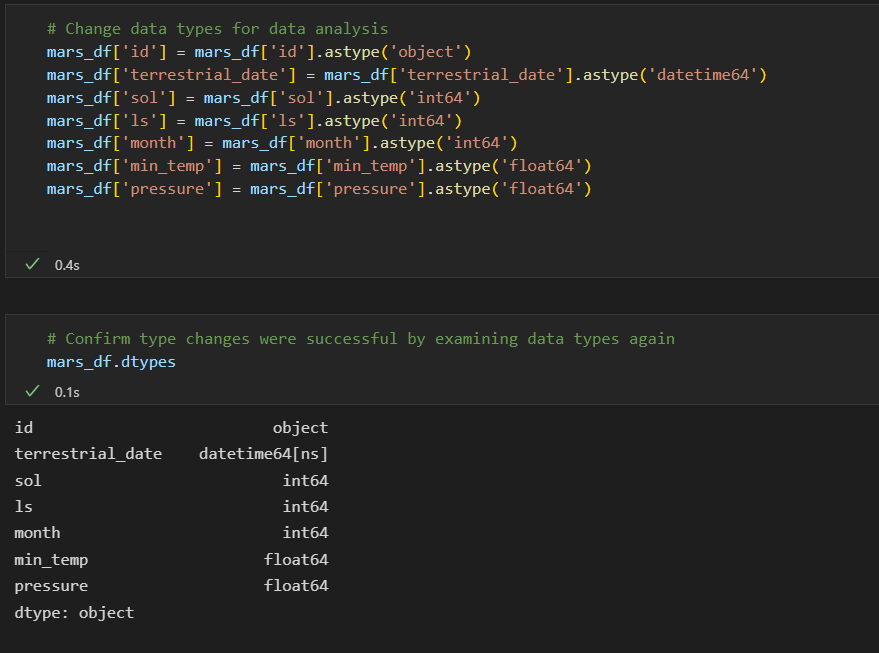 # Change data types for data analysis
mars_df['id'] = mars_df['id'].astype('object')
mars_df['terrestrial_date'] = mars_df['terrestrial_date'].astype('datetime64')
mars_df['sol'] = mars_df['sol'].astype('int64')
mars_df['ls'] = mars_df['ls'].astype('int64')
mars_df['month'] = mars_df['month'].astype('int64')
mars_df['min_temp'] = mars_df['min_temp'].astype('float64')
mars_df['pressure'] = mars_df['pressure'].astype('float64')
0.4s
# Confirm type changes were successful by examining data types again
mars_df.dtypes
0.1s
id object
terrestrial_date datetime64[ns]
sol int64
ls int64
month int64
min_temp float64
pressure float64
dtype: object